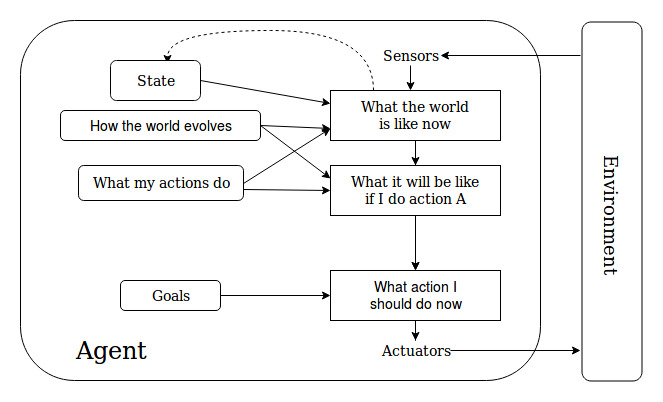 Sensors
State
What the world
is like now
How the world evolves
What my actions do
What it will be like
if I do action A
Environment
Goals
What action I
should do now
Agent
Actuators